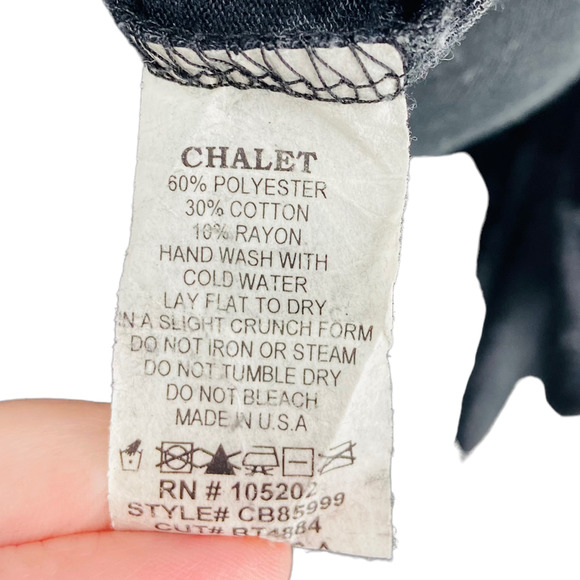 CHALET
60% POLYESTER
30% COTTON
10% RAYON
HAND WASH WITH
COLD WATER
LAY FLAT TO DRY
IN A SLIGHT CRUNCH FORM
DO NOT IRON OR STEAM
DO NOT TUMBLE DRY
DO NOT BLEACH
MADE IN U.S.A
RN # 105202
STYLE# CB85999
CUT# BT4884